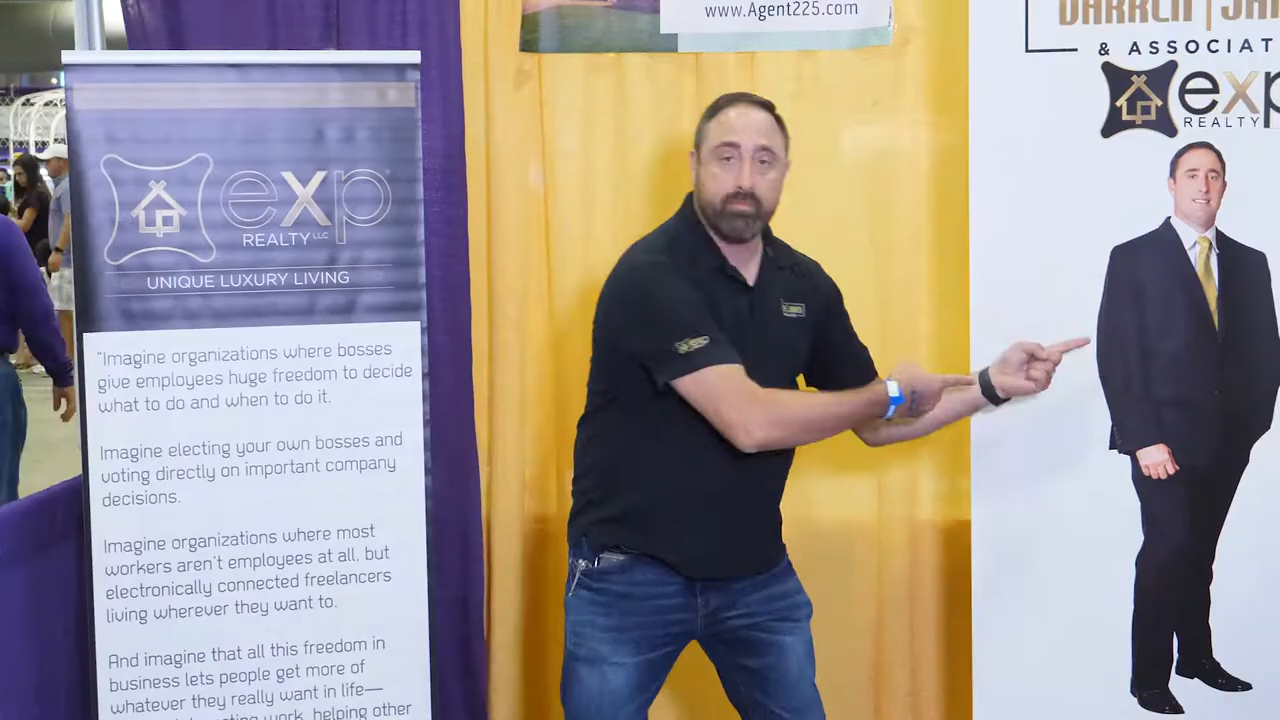 www.Agent225.com
& ASSOCIAT
exp
REALTY
exp
REALTY LLC
UNIQUE LUXURY LIVING
"Imagine organizations where bosses
give employees huge freedom to decide
what to do and when to do it.
Imagine electing your own bosses and
voting directly on important company
decisions.
Imagine organizations where most
workers aren't employees at all, but
electronically connected freelancers
living wherever they want to.
And imagine that all this freedom in
business lets people get more of
whatever they really want in life—
work, helping other